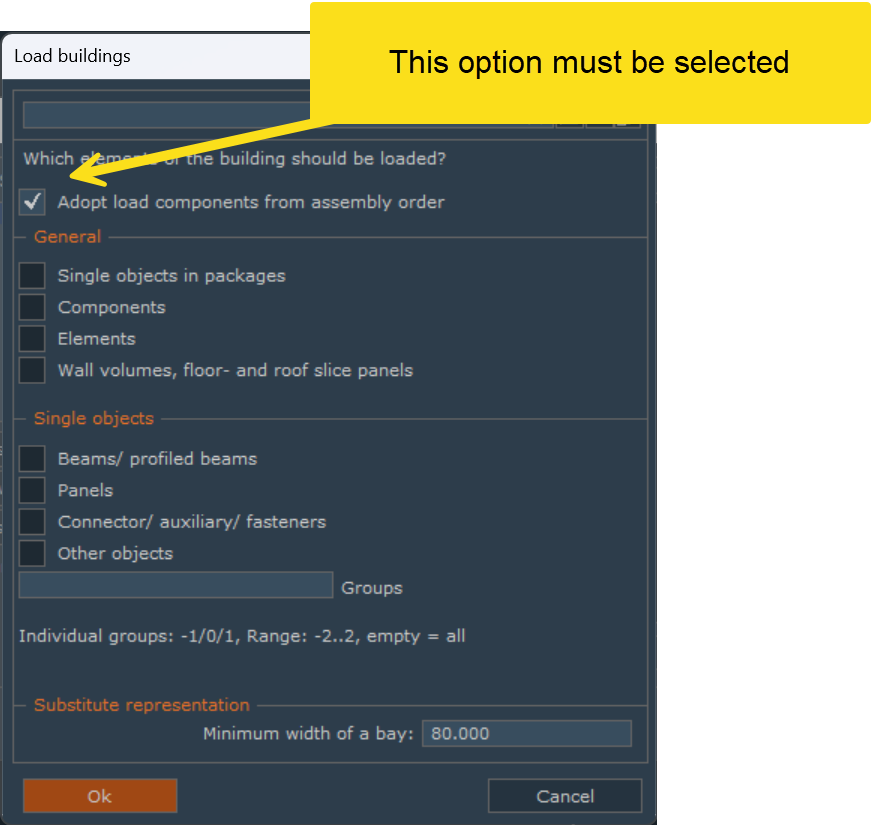 This option must be selected
Load buildings
Which elements of the building should be loaded?
Adopt load components from assembly order
General
Single objects in packages
Components
Elements
Wall volumes, floor- and roof slice panels
Single objects
Beams/ profiled beams
Panels
Connector/ auxiliary/ fasteners
Other objects
Groups
Individual groups: -1/0/1, Range: -2..2, empty = all
Substitute representation
Minimum width of a bay: 80.000
Ok Cancel